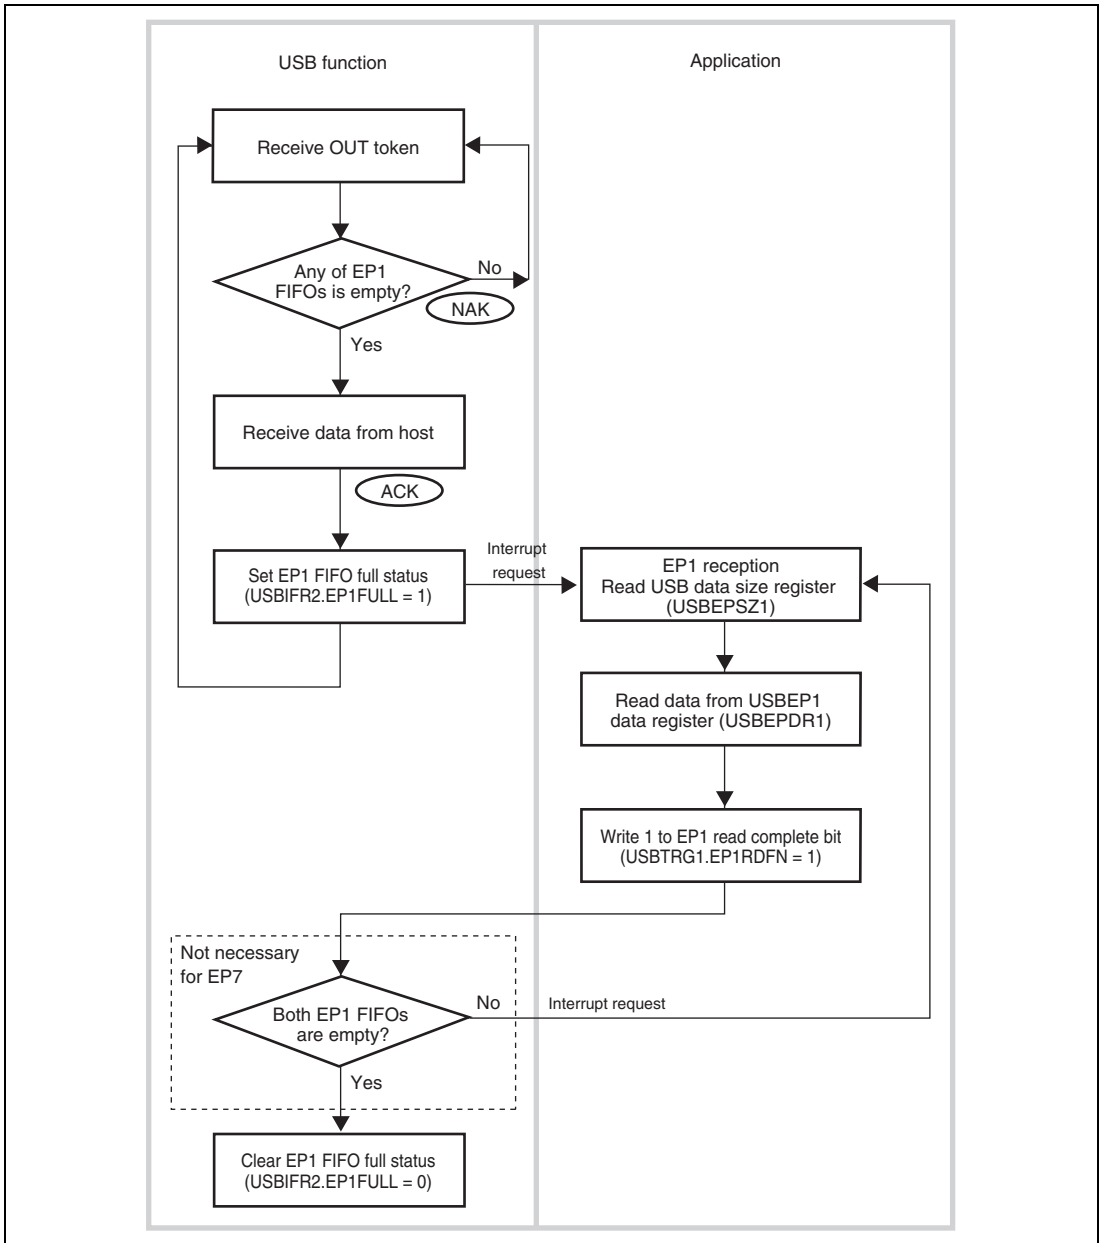 USB function
Application
Receive OUT token
Any of EP1
FIFOs is empty?
No
NAK
Yes
Receive data from host
ACK
Set EP1 FIFO full status
(USBIFR2.EP1FULL = 1)
Interrupt
request
EP1 reception
Read USB data size register
(USBEPSZ1)
Read data from USBEP1
data register (USBEPDR1)
Write 1 to EP1 read complete bit
(USBTRG1.EP1RDFN = 1)
Not necessary
for EP7
Both EP1 FIFOs
are empty?
No
Interrupt request
Yes
Clear EP1 FIFO full status
(USBIFR2.EP1FULL = 0)